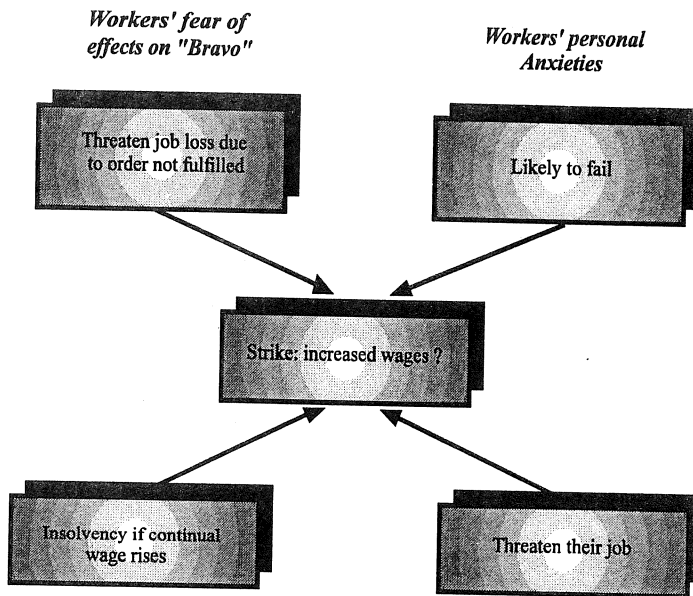 Workers' fear of
effects on "Bravo"
Workers' personal
Anxieties
Threaten job loss due
to order not fulfilled
Likely to fail
Strike: increased wages ?
Insolvency if continual
wage rises
Threaten their job